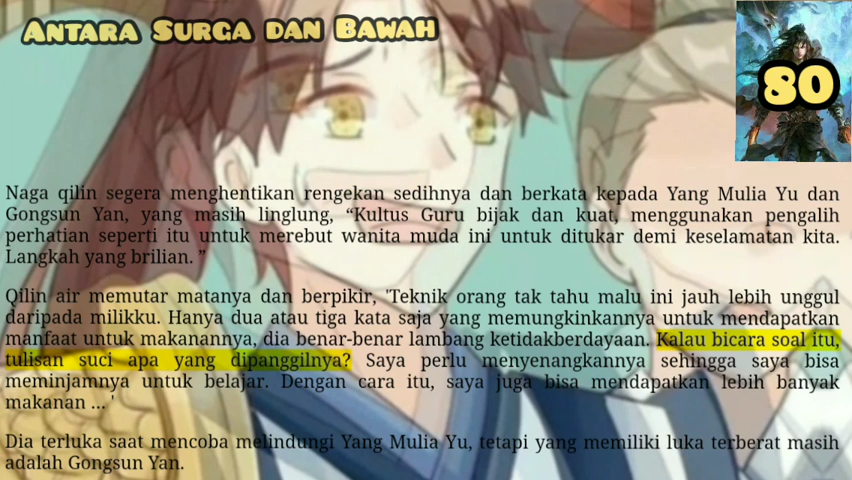 Antara Surga dan Bawah
80
Naga qilin segera menghentikan rengekan sedihnya dan berkata kepada Yang Mulia Yu dan
Gongsun Yan, yang masih linglung, “Kultus Guru bijak dan kuat, menggunakan pengalih
perhatian seperti itu untuk merebut wanita muda ini untuk ditukar demi keselamatan kita.
Langkah yang brilian. ”
Qilin air memutar matanya dan berpikir, 'Teknik orang tak tahu malu ini jauh lebih unggul
daripada milikku. Hanya dua atau tiga kata saja yang memungkinkannya untuk mendapatkan
manfaat untuk makanannya, dia benar-benar lambang ketidakberdayaan. Kalau bicara soal itu,
tulisan suci apa yang dipanggilnya? Saya perlu menyenangkannya sehingga saya bisa
meminjamnya untuk belajar. Dengan cara itu, saya juga bisa mendapatkan lebih banyak
makanan ... '
Dia terluka saat mencoba melindungi Yang Mulia Yu, tetapi yang memiliki luka terberat masih
adalah Gongsun Yan.